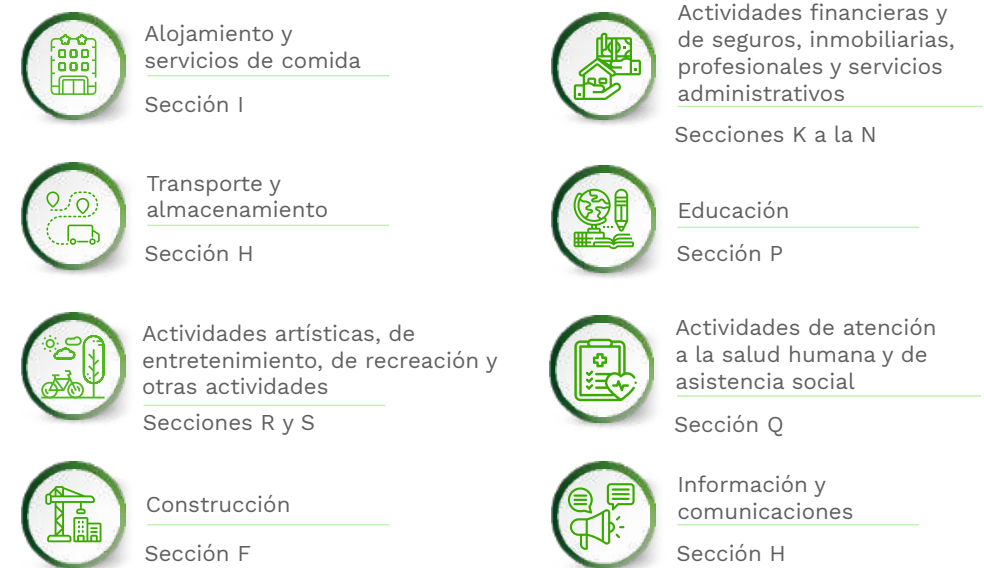 Alojamiento y
servicios de comida
Sección I
Actividades financieras y
de seguros, inmobiliarias,
profesionales y servicios
administrativos
Secciones K a la N
Transporte y
almacenamiento
Sección H
Educación
Sección P
Actividades artísticas, de
entretenimiento, de recreación y
otras actividades
Secciones R y S
Actividades de atención
a la salud humana y de
asistencia social
Sección Q
Construcción
Sección F
Información y
comunicaciones
Sección H